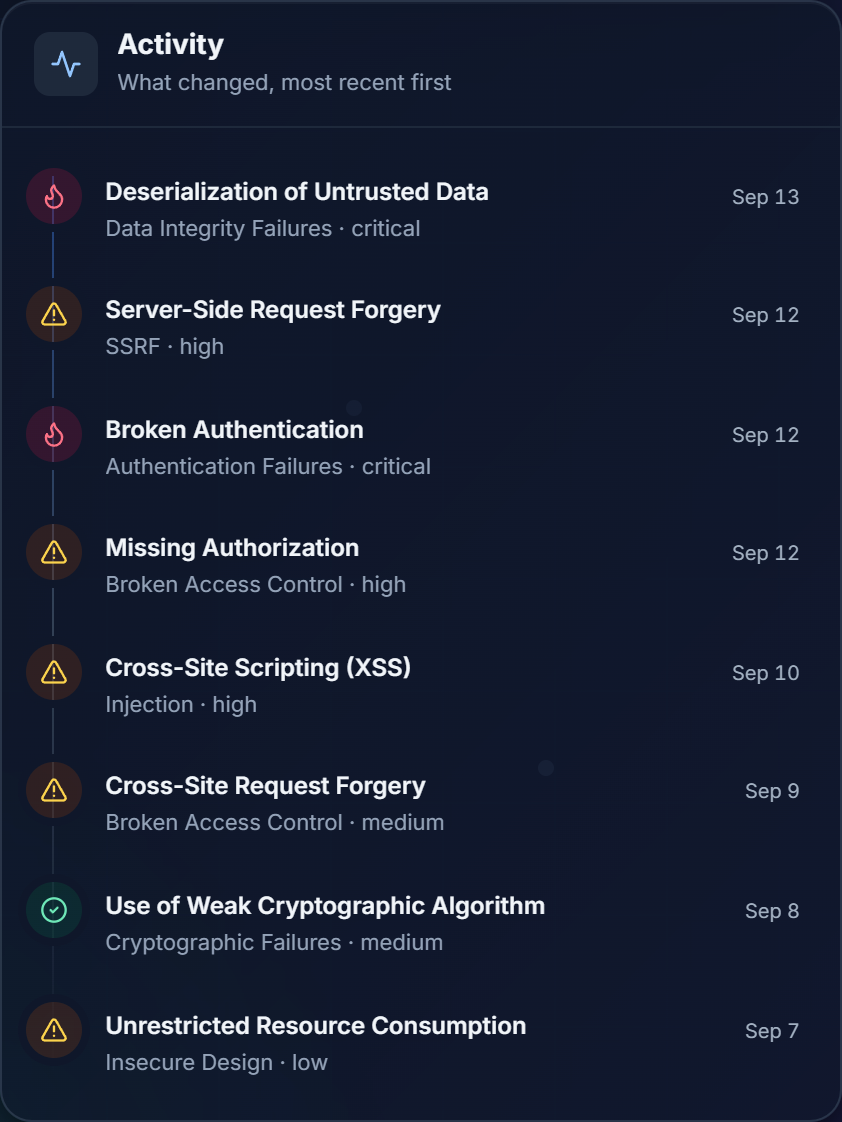 Activity
What changed, most recent first
Deserialization of Untrusted Data
Sep 13
Data Integrity Failures · critical
Server-Side Request Forgery
Sep 12
SSRF · high
Broken Authentication
Sep 12
Authentication Failures · critical
Missing Authorization
Sep 12
Broken Access Control · high
Cross-Site Scripting (XSS)
Sep 10
Injection · high
Cross-Site Request Forgery
Sep 9
Broken Access Control · medium
Use of Weak Cryptographic Algorithm
Sep 8
Cryptographic Failures · medium
Unrestricted Resource Consumption
Sep 7
Insecure Design · low